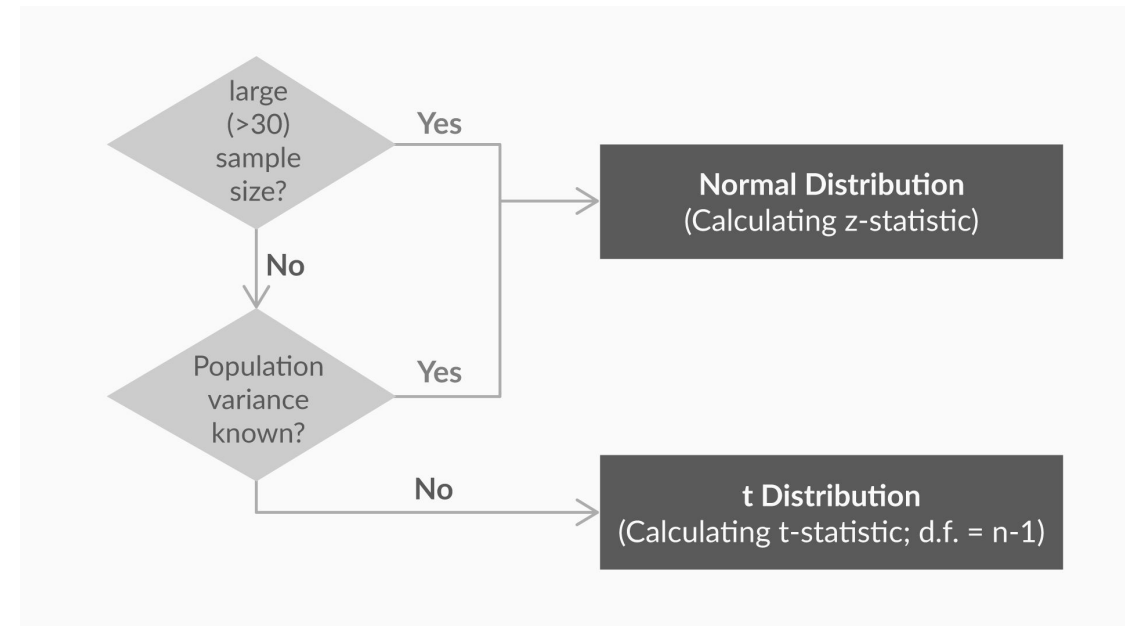 large
(>30)
sample
size?
Yes
Normal Distribution
(Calculating z-statistic)
No
Population
variance
known?
Yes
No
t Distribution
(Calculating t-statistic; d.f. = n-1)